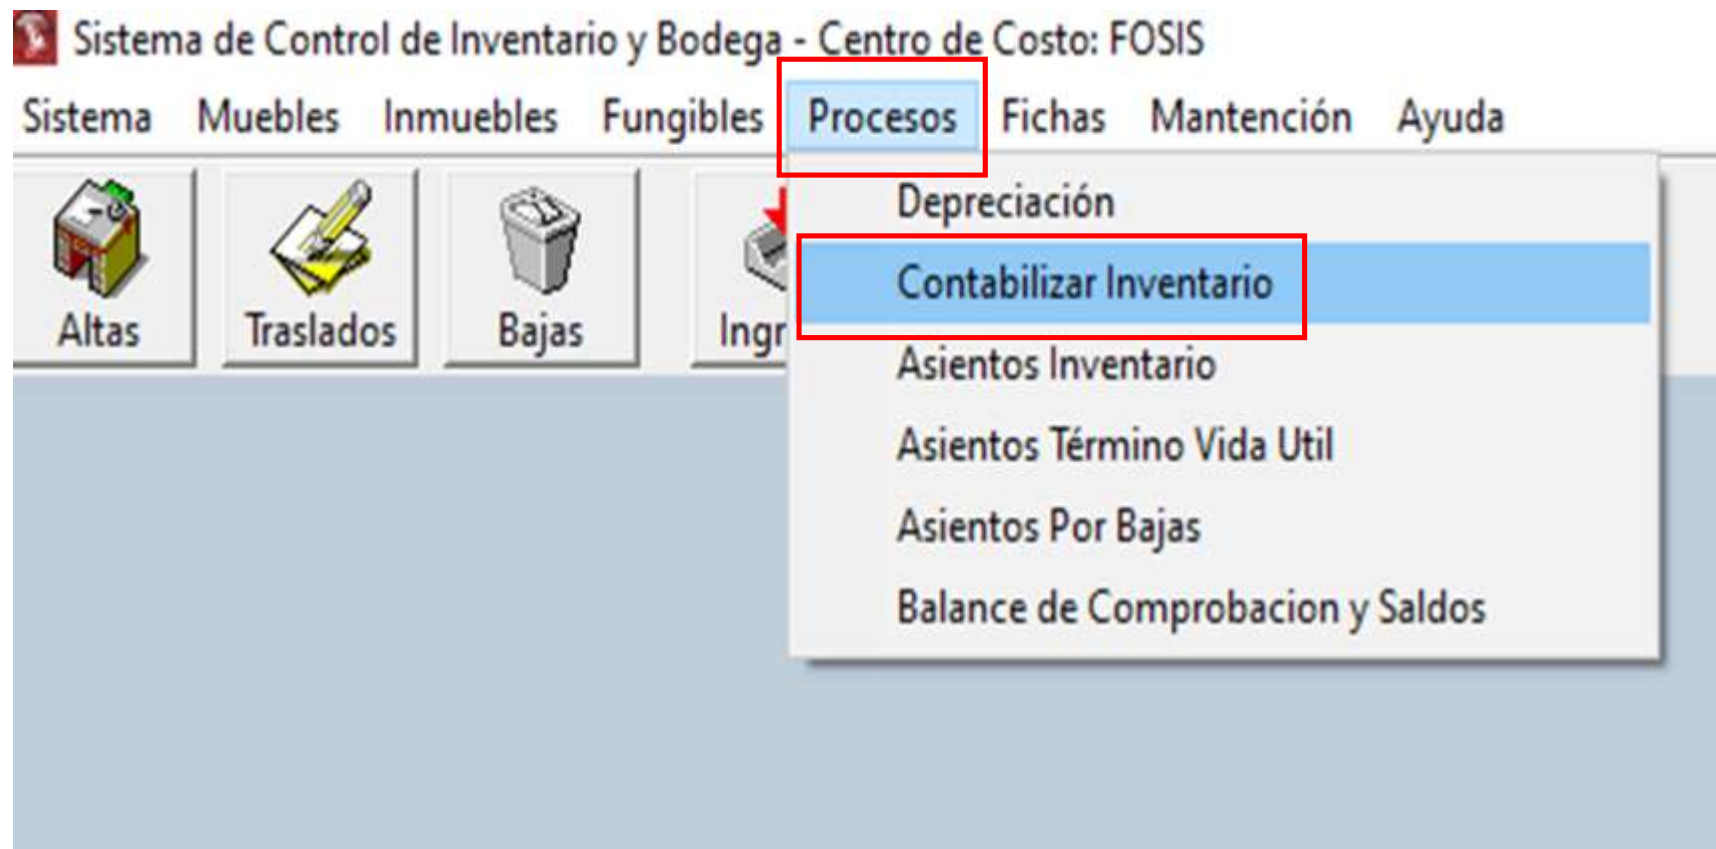 Sistema de Control de Inventario y Bodega - Centro de Costo: FOSIS
Sistema Muebles Inmuebles Fungibles Procesos Fichas Mantención Ayuda
Altas Traslados Bajas Ingr
Depreciación
Contabilizar Inventario
Asientos Inventario
Asientos Término Vida Util
Asientos Por Bajas
Balance de Comprobacion y Saldos